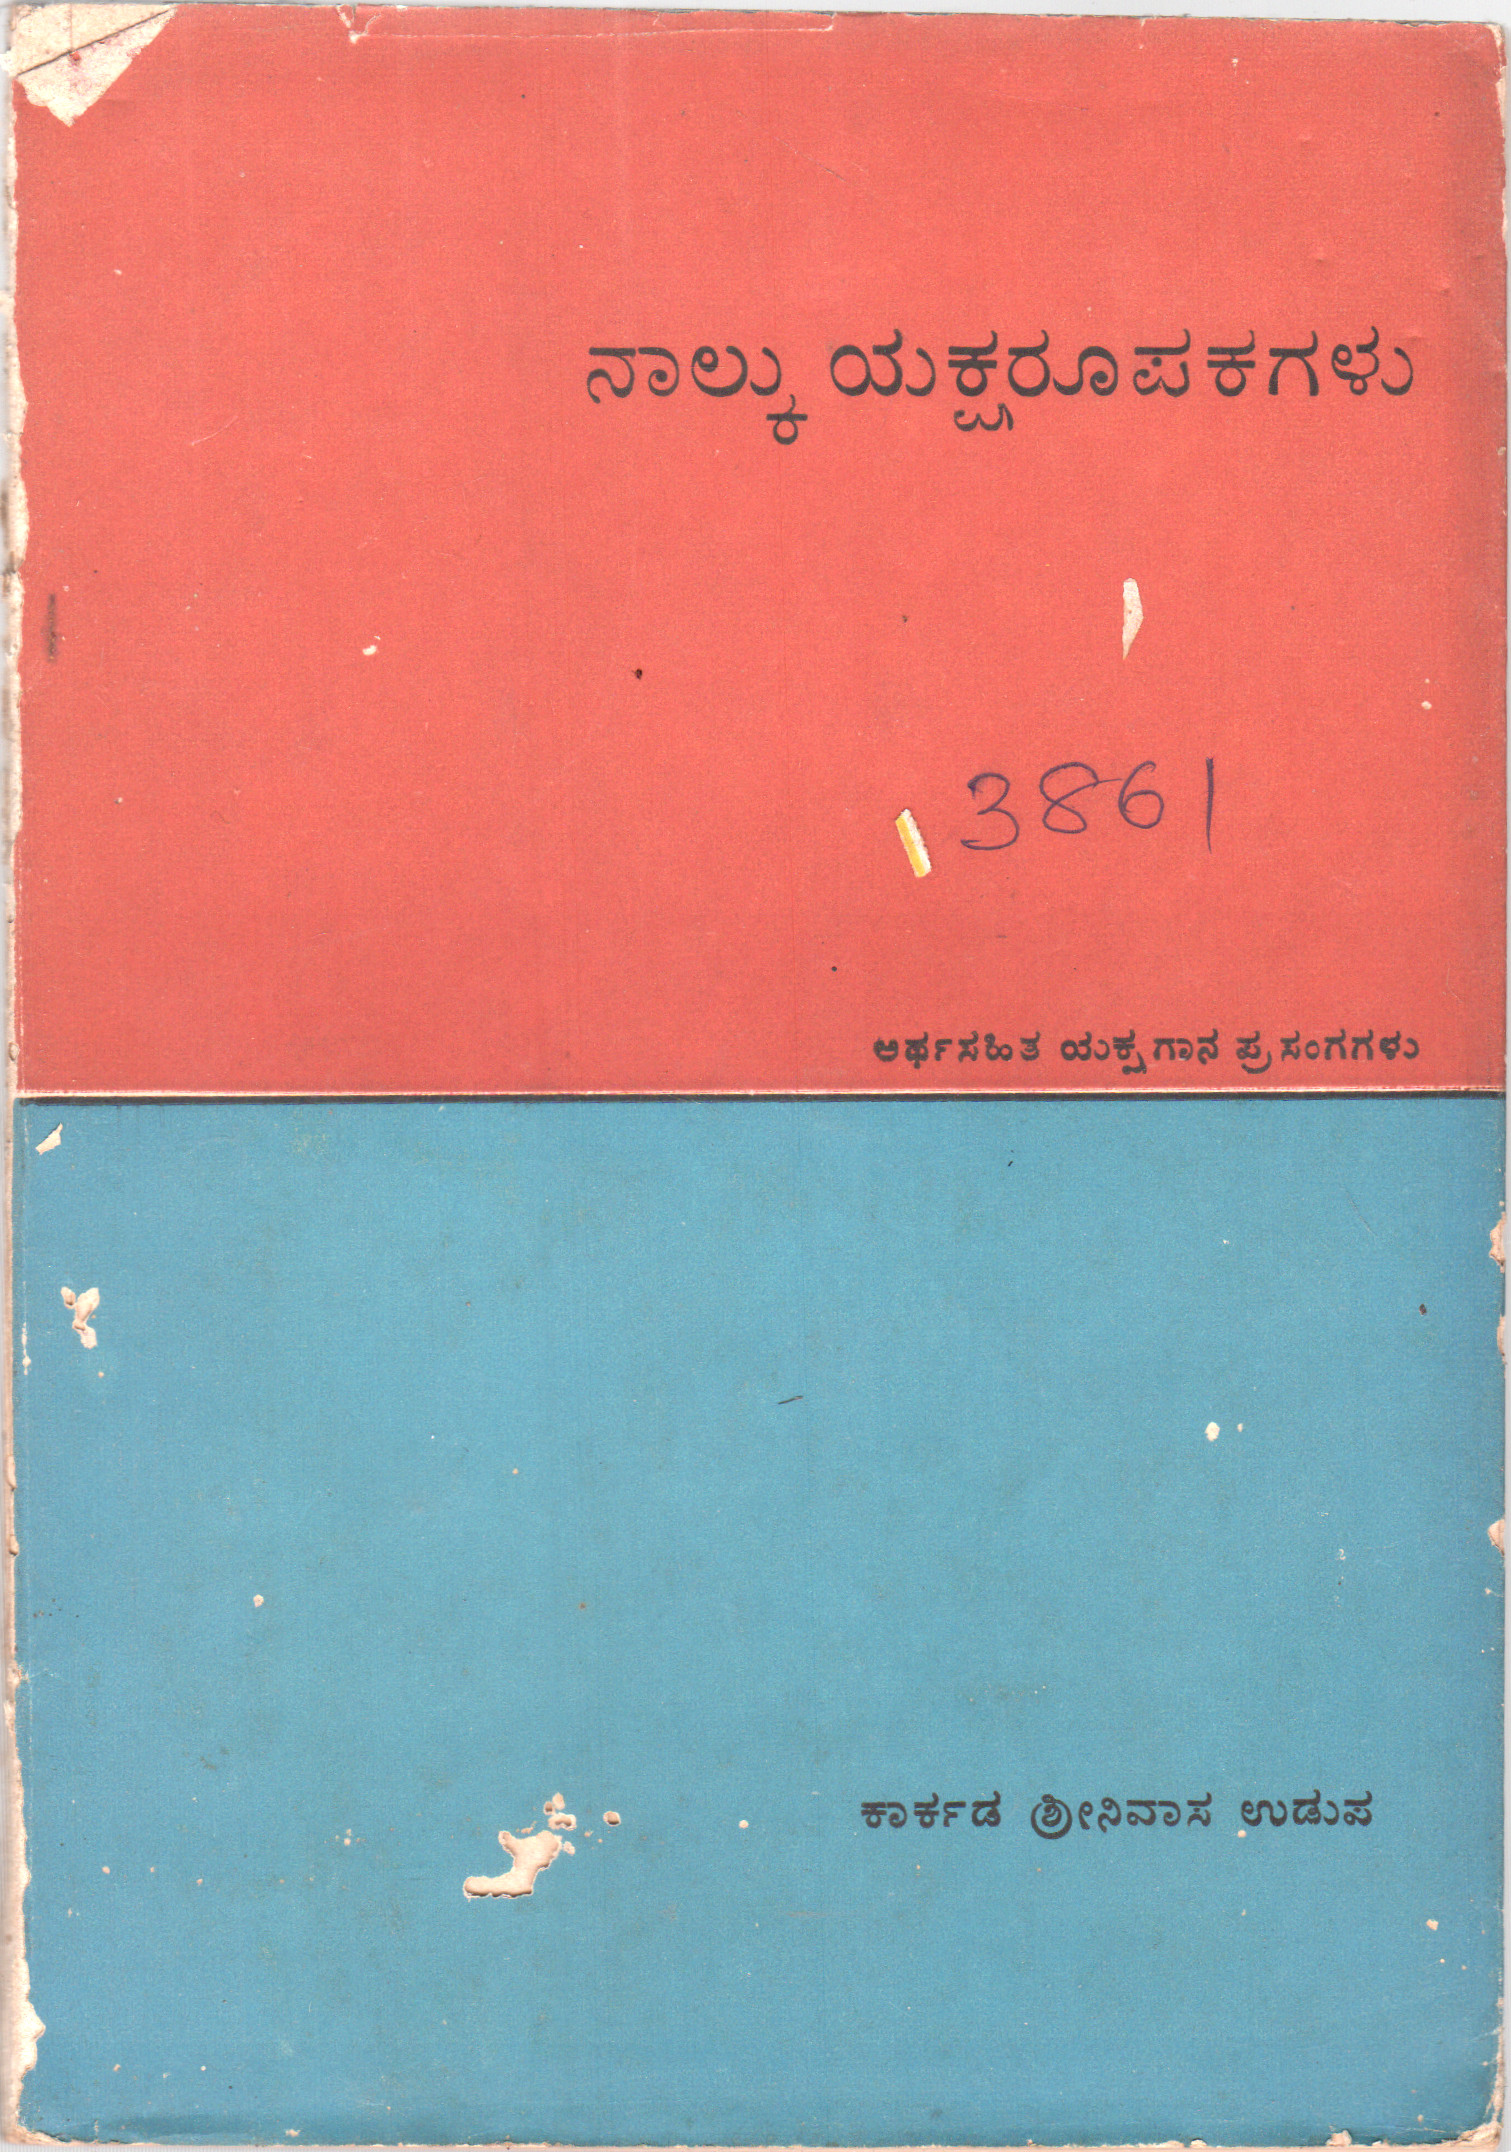 ನಾಲ್ಕು ಯಕ್ಷರೂಪಕಗಳು
3861
ಅರ್ಥಸಹಿತ ಯಕ್ಷಗಾನ ಪ್ರಸಂಗಗಳು
ಕಾರ್ಕಡ ಶ್ರೀನಿವಾಸ ಉಡುಪ